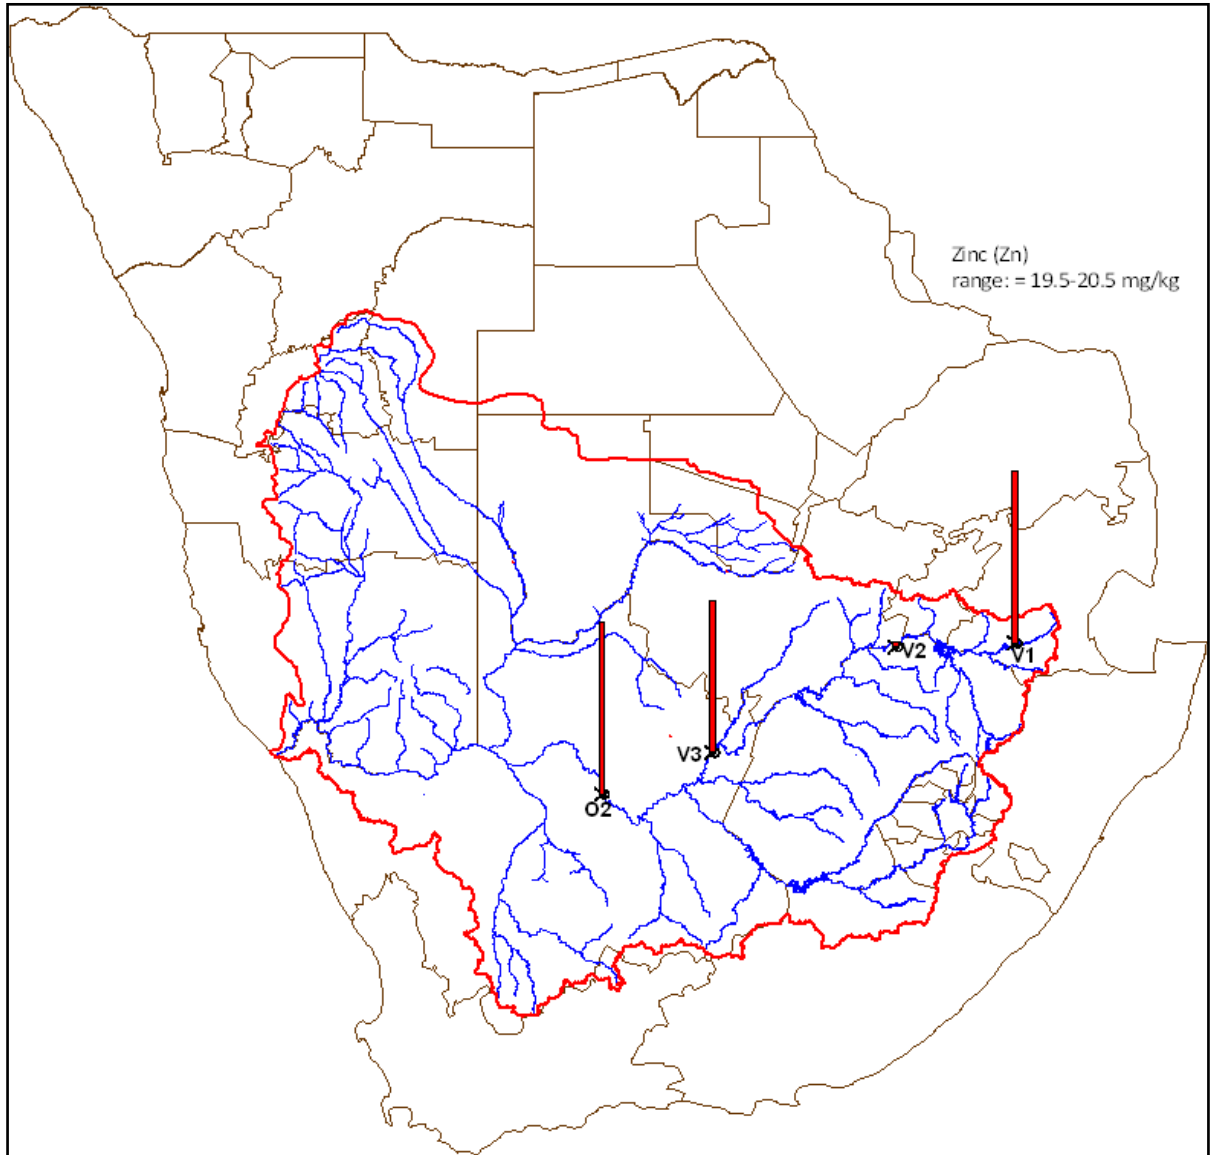 Zinc (Zn)
range: = 19.5-20.5 mg/kg
V2
V1
V3
O2